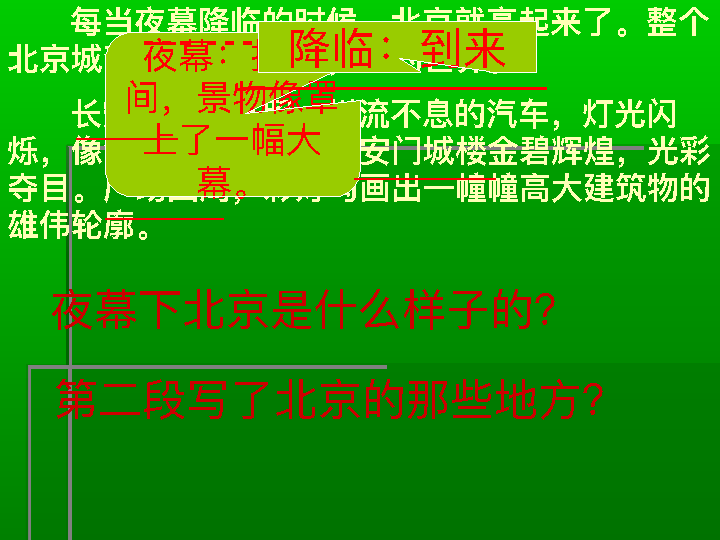 每当夜幕降临的时候，北京就亮起来了。整个
北京城
降临：到来
夜幕：
间，景物像罩
上了一幅大
幕。
长
流不息的汽车，灯光闪
烁，像
安门城楼金碧辉煌，光彩
夺目。
画出一幢幢高大建筑物的
雄伟轮廓。
夜幕下北京是什么样子的？
第二段写了北京的那些地方？